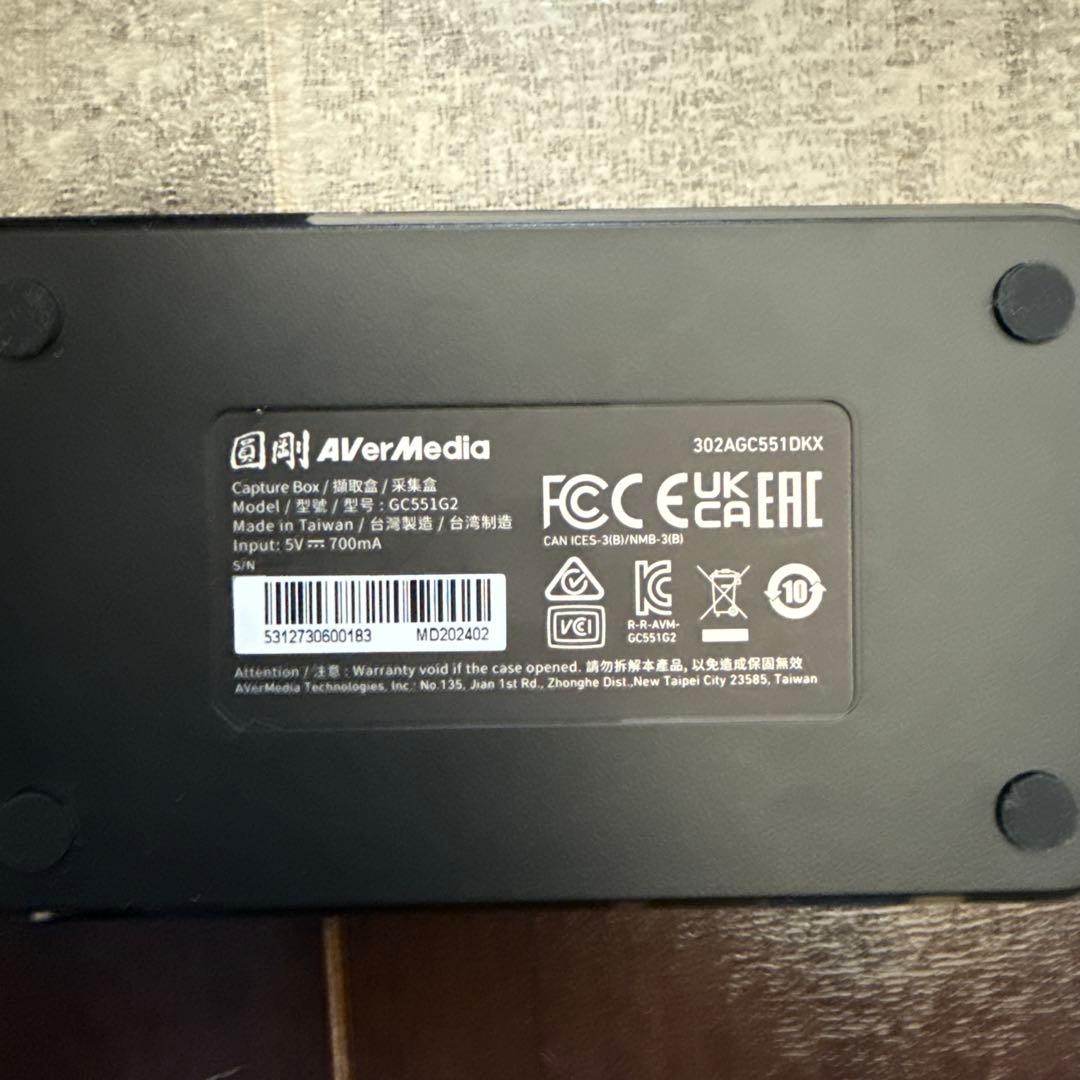 圓剛 AVerMedia
302AGC551DKX
Capture Box / 擷取盒 / 采集盒
Model / 型號 / 型号 : GC551G2
Made in Taiwan / 台灣製造 / 台湾制造
Input: 5V ⎓ 700mA
S/N
5312730600183 MD202402
FCC CE UKCA EAC
CAN ICES-3(B)/NMB-3(B)
VCCI
KC
R-R-AVM-
GC551G2
10
Attention / 注意 : Warranty void if the case opened. 請勿拆解本產品, 以免造成保固無效
AVerMedia Technologies, Inc.: No.135, Jian 1st Rd., Zhonghe Dist.,New Taipei City 23585, Taiwan